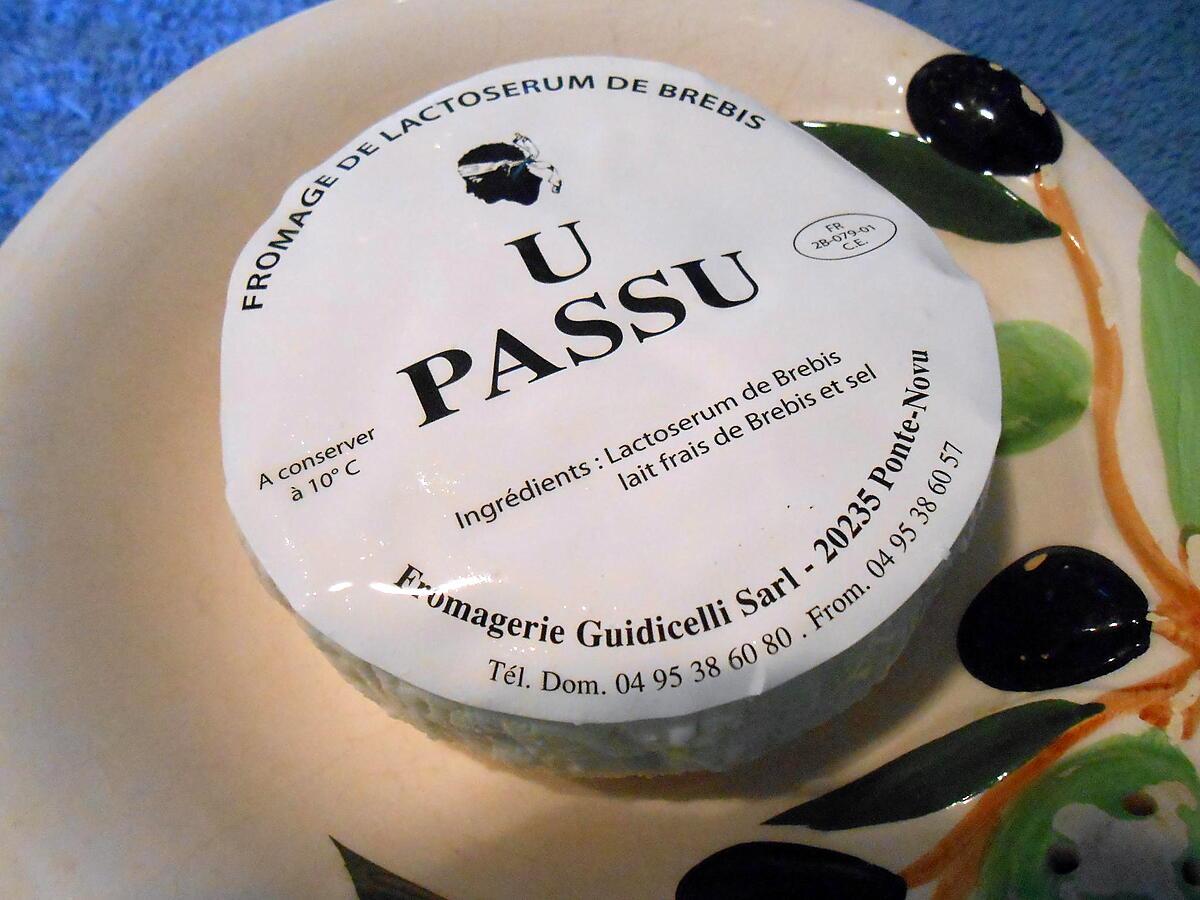 FROMAGE DE LACTOSERUM DE BREBIS
U
PASSU
FR
2B-079-01
C.E.
A conserver
à 10° C
Ingrédients : Lactoserum de Brebis
lait frais de Brebis et sel
Fromagerie Guidicelli Sarl - 20235 Ponte-Novu
Tél. Dom. 04 95 38 60 80 . From. 04 95 38 60 57